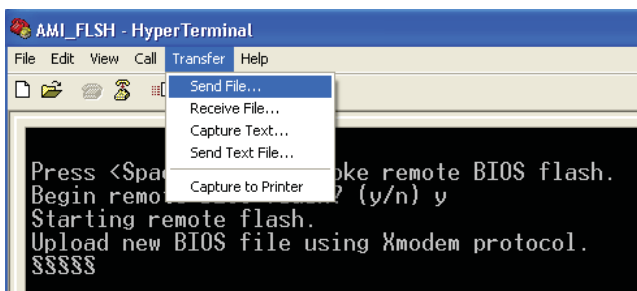 AMI_FLSH - HyperTerminal
File Edit View Call Transfer Help
Send File...
Receive File...
Capture Text...
Send Text File...
Capture to Printer
Press <Spa oke remote BIOS flash.
Begin remo ? (y/n) y
Starting remote flash.
Upload new BIOS file using Xmodem protocol.
§§§§§